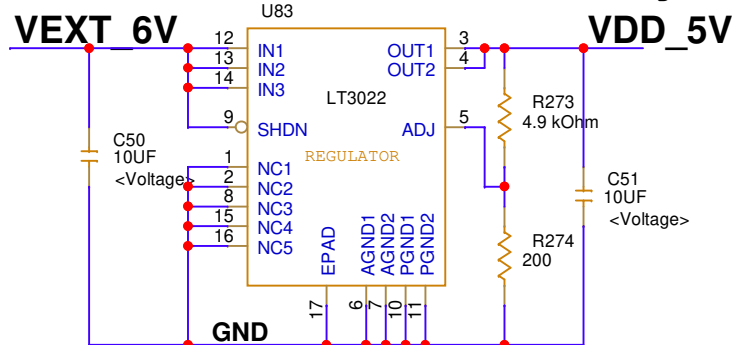 U83
VEXT_6V
VDD_5V
12 IN1 OUT1 3
13 IN2 OUT2 4
14 IN3
LT3022
R273
4.9 kOhm
9 SHDN ADJ 5
C50
10UF
<Voltage>
REGULATOR
1 NC1
2 NC2
8 NC3
15 NC4
16 NC5
C51
10UF
<Voltage>
R274
200
EPAD AGND1 AGND2 PGND1 PGND2
17 6 7 10 11
GND